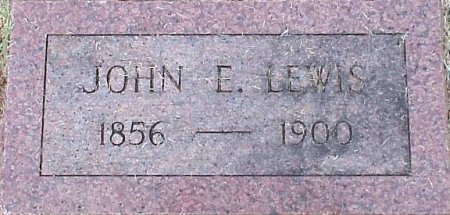 JOHN E. LEWIS
1856 — 1900